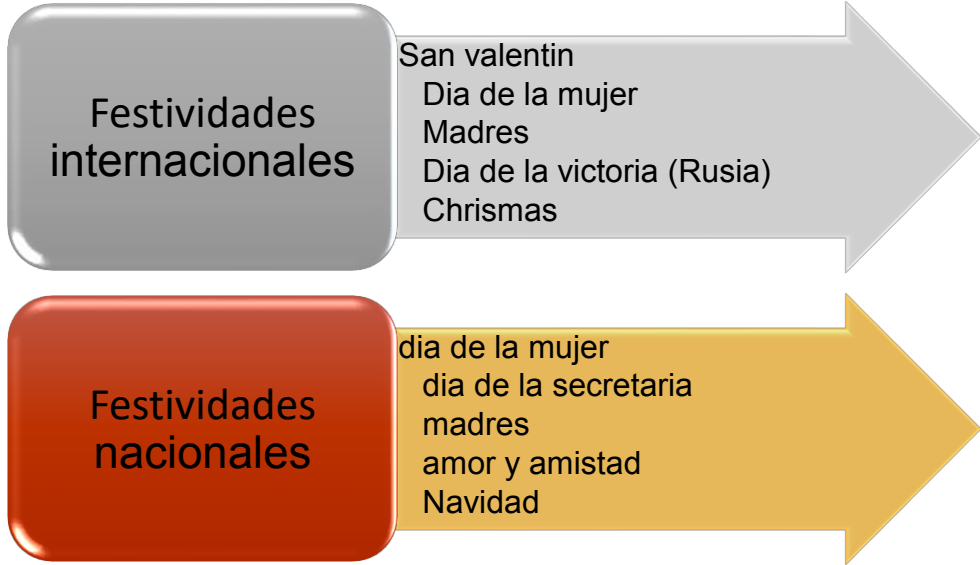 Festividades
internacionales
San valentin
Dia de la mujer
Madres
Dia de la victoria (Rusia)
Chrismas
Festividades
nacionales
dia de la mujer
dia de la secretaria
madres
amor y amistad
Navidad